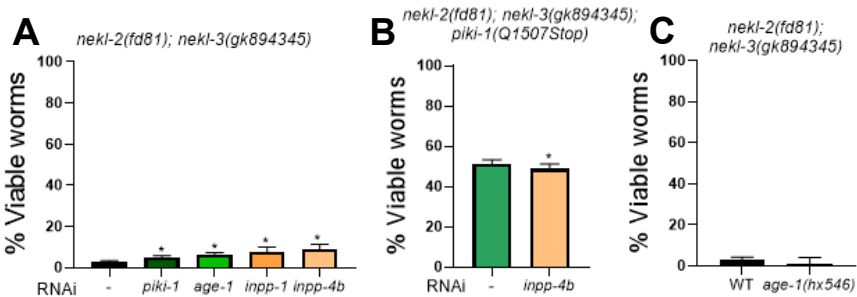 A
nekl-2(fd81); nekl-3(gk894345)
% Viable worms
100
80
60
40
20
0
*
*
*
*
RNAi - piki-1 age-1 inpp-1 inpp-4b
B
nekl-2(fd81); nekl-3(gk894345);
piki-1(Q1507Stop)
% Viable worms
100
80
60
40
20
0
*
RNAi - inpp-4b
C
nekl-2(fd81);
nekl-3(gk894345)
% Viable worms
100
80
60
40
20
0
WT age-1(hx546)